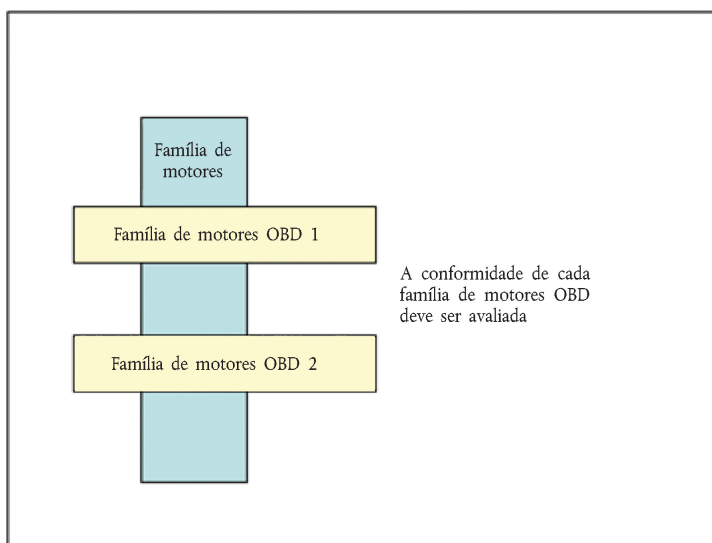 Família de
motores
Família de motores OBD 1
A conformidade de cada
família de motores OBD
deve ser avaliada
Família de motores OBD 2